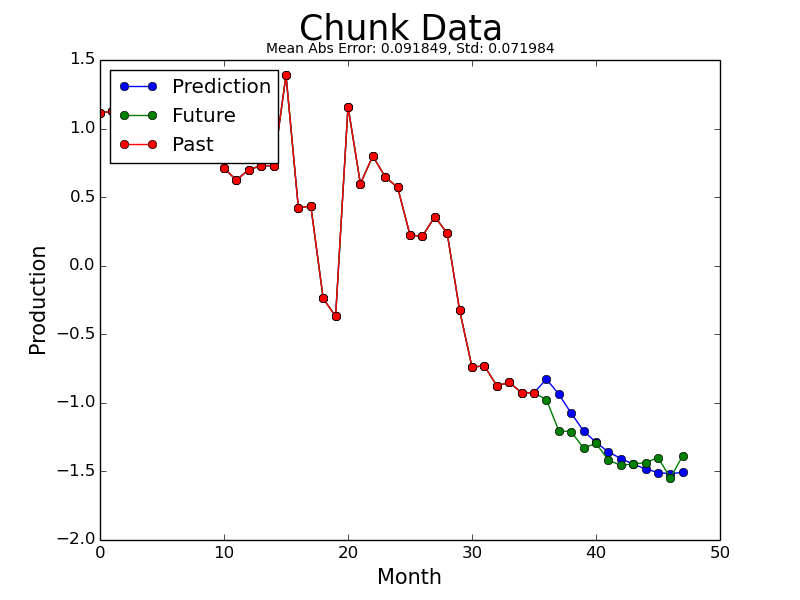 Chunk Data
Mean Abs Error: 0.091849, Std: 0.071984
Prediction
Future
Past
1.5
1.0
0.5
0.0
−0.5
−1.0
−1.5
−2.0
Production
0 10 20 30 40 50
Month